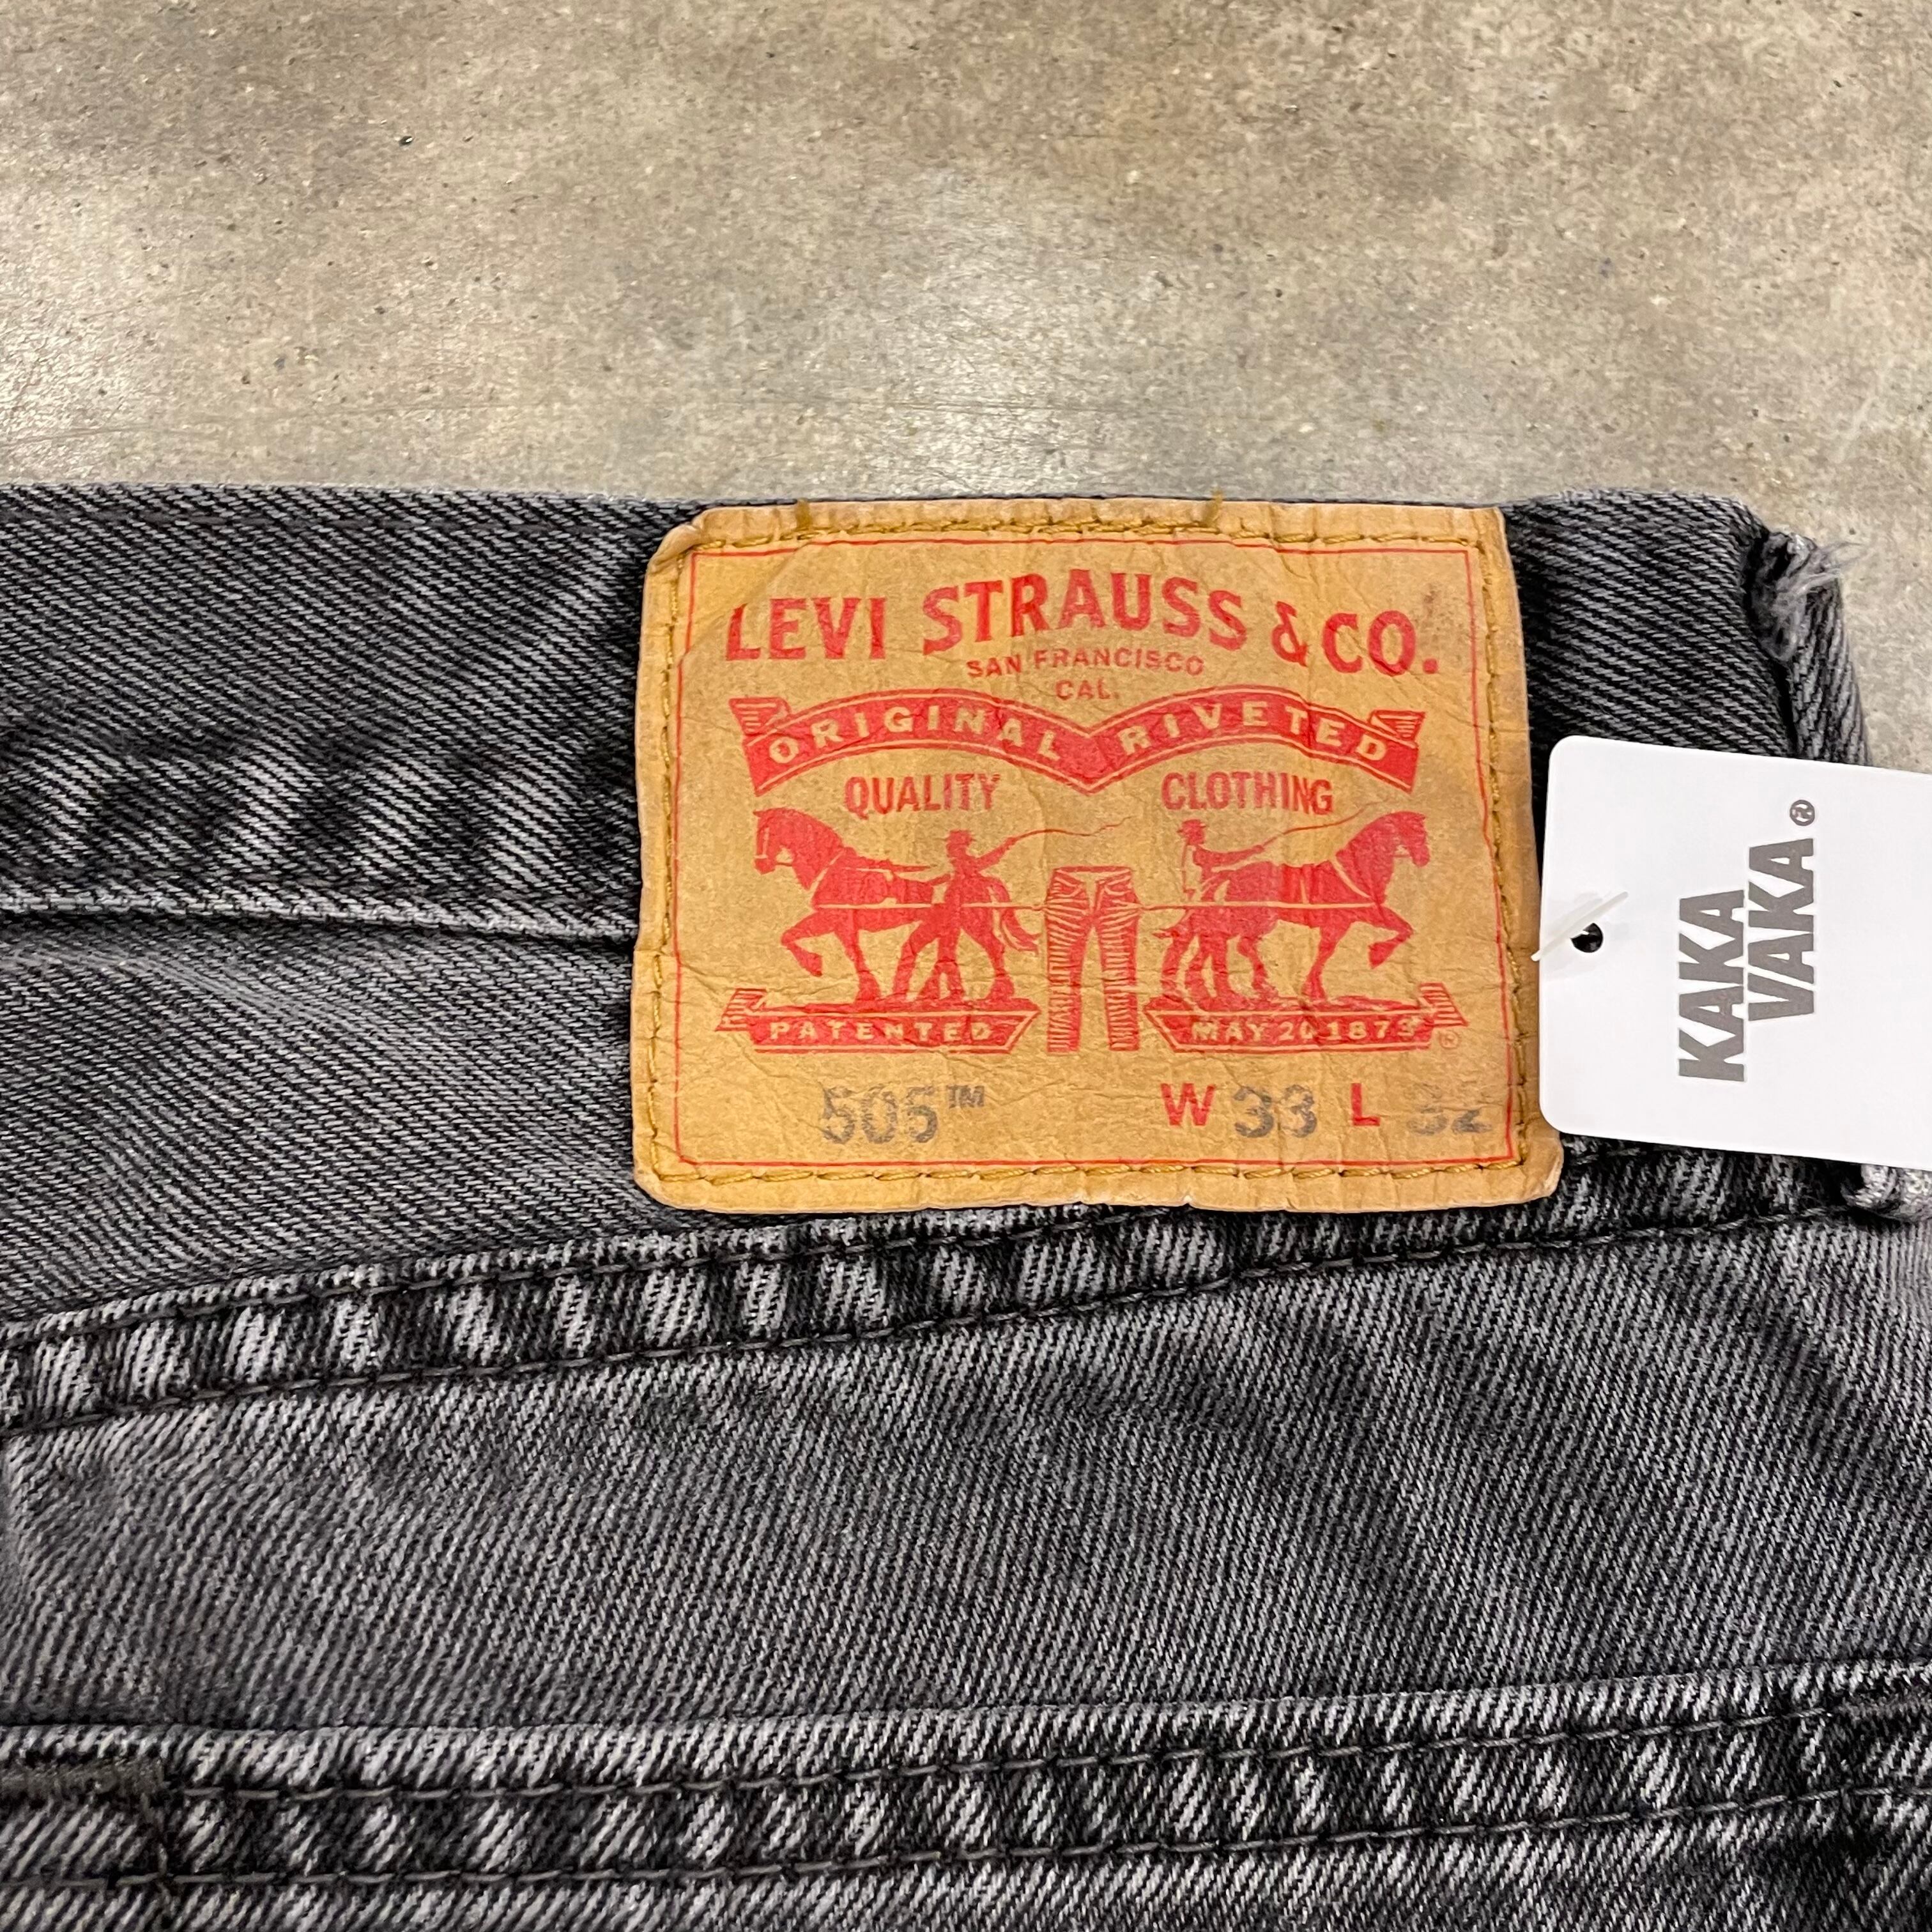 LEVI STRAUSS & CO.
SAN FRANCISCO
CAL.
ORIGINAL RIVETED
QUALITY CLOTHING
PATENTED MAY 20 1873 ®
505™ W 33 L 32
KAKA
VAKA®